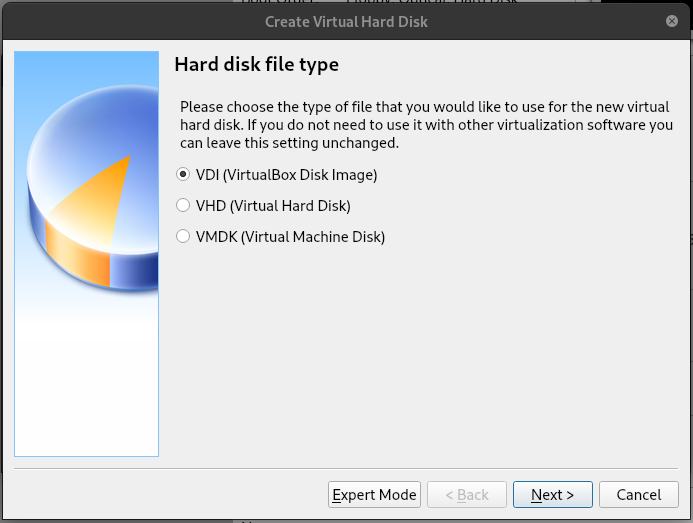 Create Virtual Hard Disk
Hard disk file type
Please choose the type of file that you would like to use for the new virtual
hard disk. If you do not need to use it with other virtualization software you
can leave this setting unchanged.
VDI (VirtualBox Disk Image)
VHD (Virtual Hard Disk)
VMDK (Virtual Machine Disk)
Expert Mode
< Back
Next >
Cancel